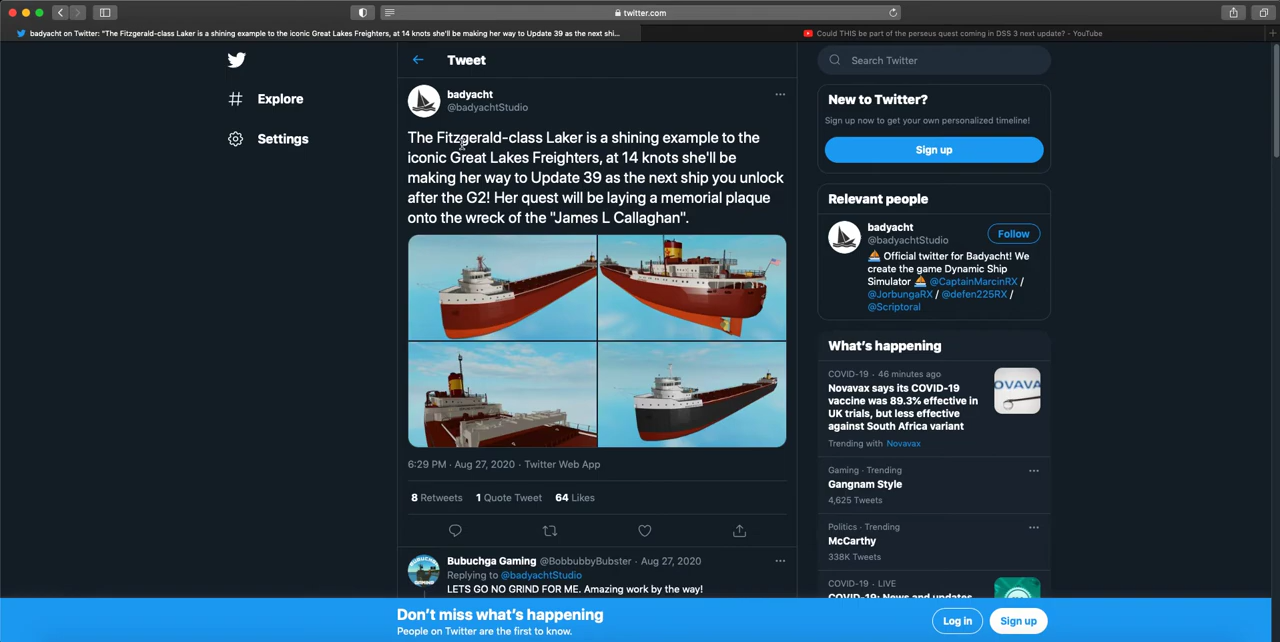 twitter.com
badyacht on Twitter: "The Fitzgerald-class Laker is a shining example to the iconic Great Lakes Freighters, at 14 knots she'll be making her way to Update 39 as the next shi...
Could THIS be part of the perseus quest coming in DSS 3 next update? - YouTube
Explore
Settings
Tweet
badyacht
@badyachtStudio
The Fitzgerald-class Laker is a shining example to the
iconic Great Lakes Freighters, at 14 knots she'll be
making her way to Update 39 as the next ship you unlock
after the G2! Her quest will be laying a memorial plaque
onto the wreck of the "James L Callaghan".
6:29 PM · Aug 27, 2020 · Twitter Web App
8 Retweets 1 Quote Tweet 64 Likes
Bubuchga Gaming @BobbubbyBubster · Aug 27, 2020
Replying to @badyachtStudio
LETS GO NO GRIND FOR ME. Amazing work by the way!
Search Twitter
New to Twitter?
Sign up now to get your own personalized timeline!
Sign up
Relevant people
badyacht
@badyachtStudio
Follow
⛵ Official twitter for Badyacht! We
create the game Dynamic Ship
Simulator ⛵ @CaptainMarcinRX /
@JorbungaRX / @defen225RX /
@Scriptoral
What's happening
COVID-19 · 46 minutes ago
Novavax says its COVID-19
vaccine was 89.3% effective in
UK trials, but less effective
against South Africa variant
Trending with Novavax
Gaming · Trending
Gangnam Style
4,625 Tweets
Politics · Trending
McCarthy
338K Tweets
COVID-19 · LIVE
COVID-19: News and updates
Don't miss what's happening
People on Twitter are the first to know.
Log in
Sign up